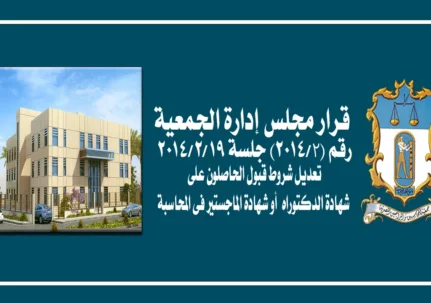 قرار مجلس إدارة الجمعية
رقم (٢٠١٤/٢) جلسة ٢٠١٤/٢/١٩
تعديل شروط قبول الحاصلون على
شهادة الدكتوراه أو شهادة الماجستير فى المحاسبة